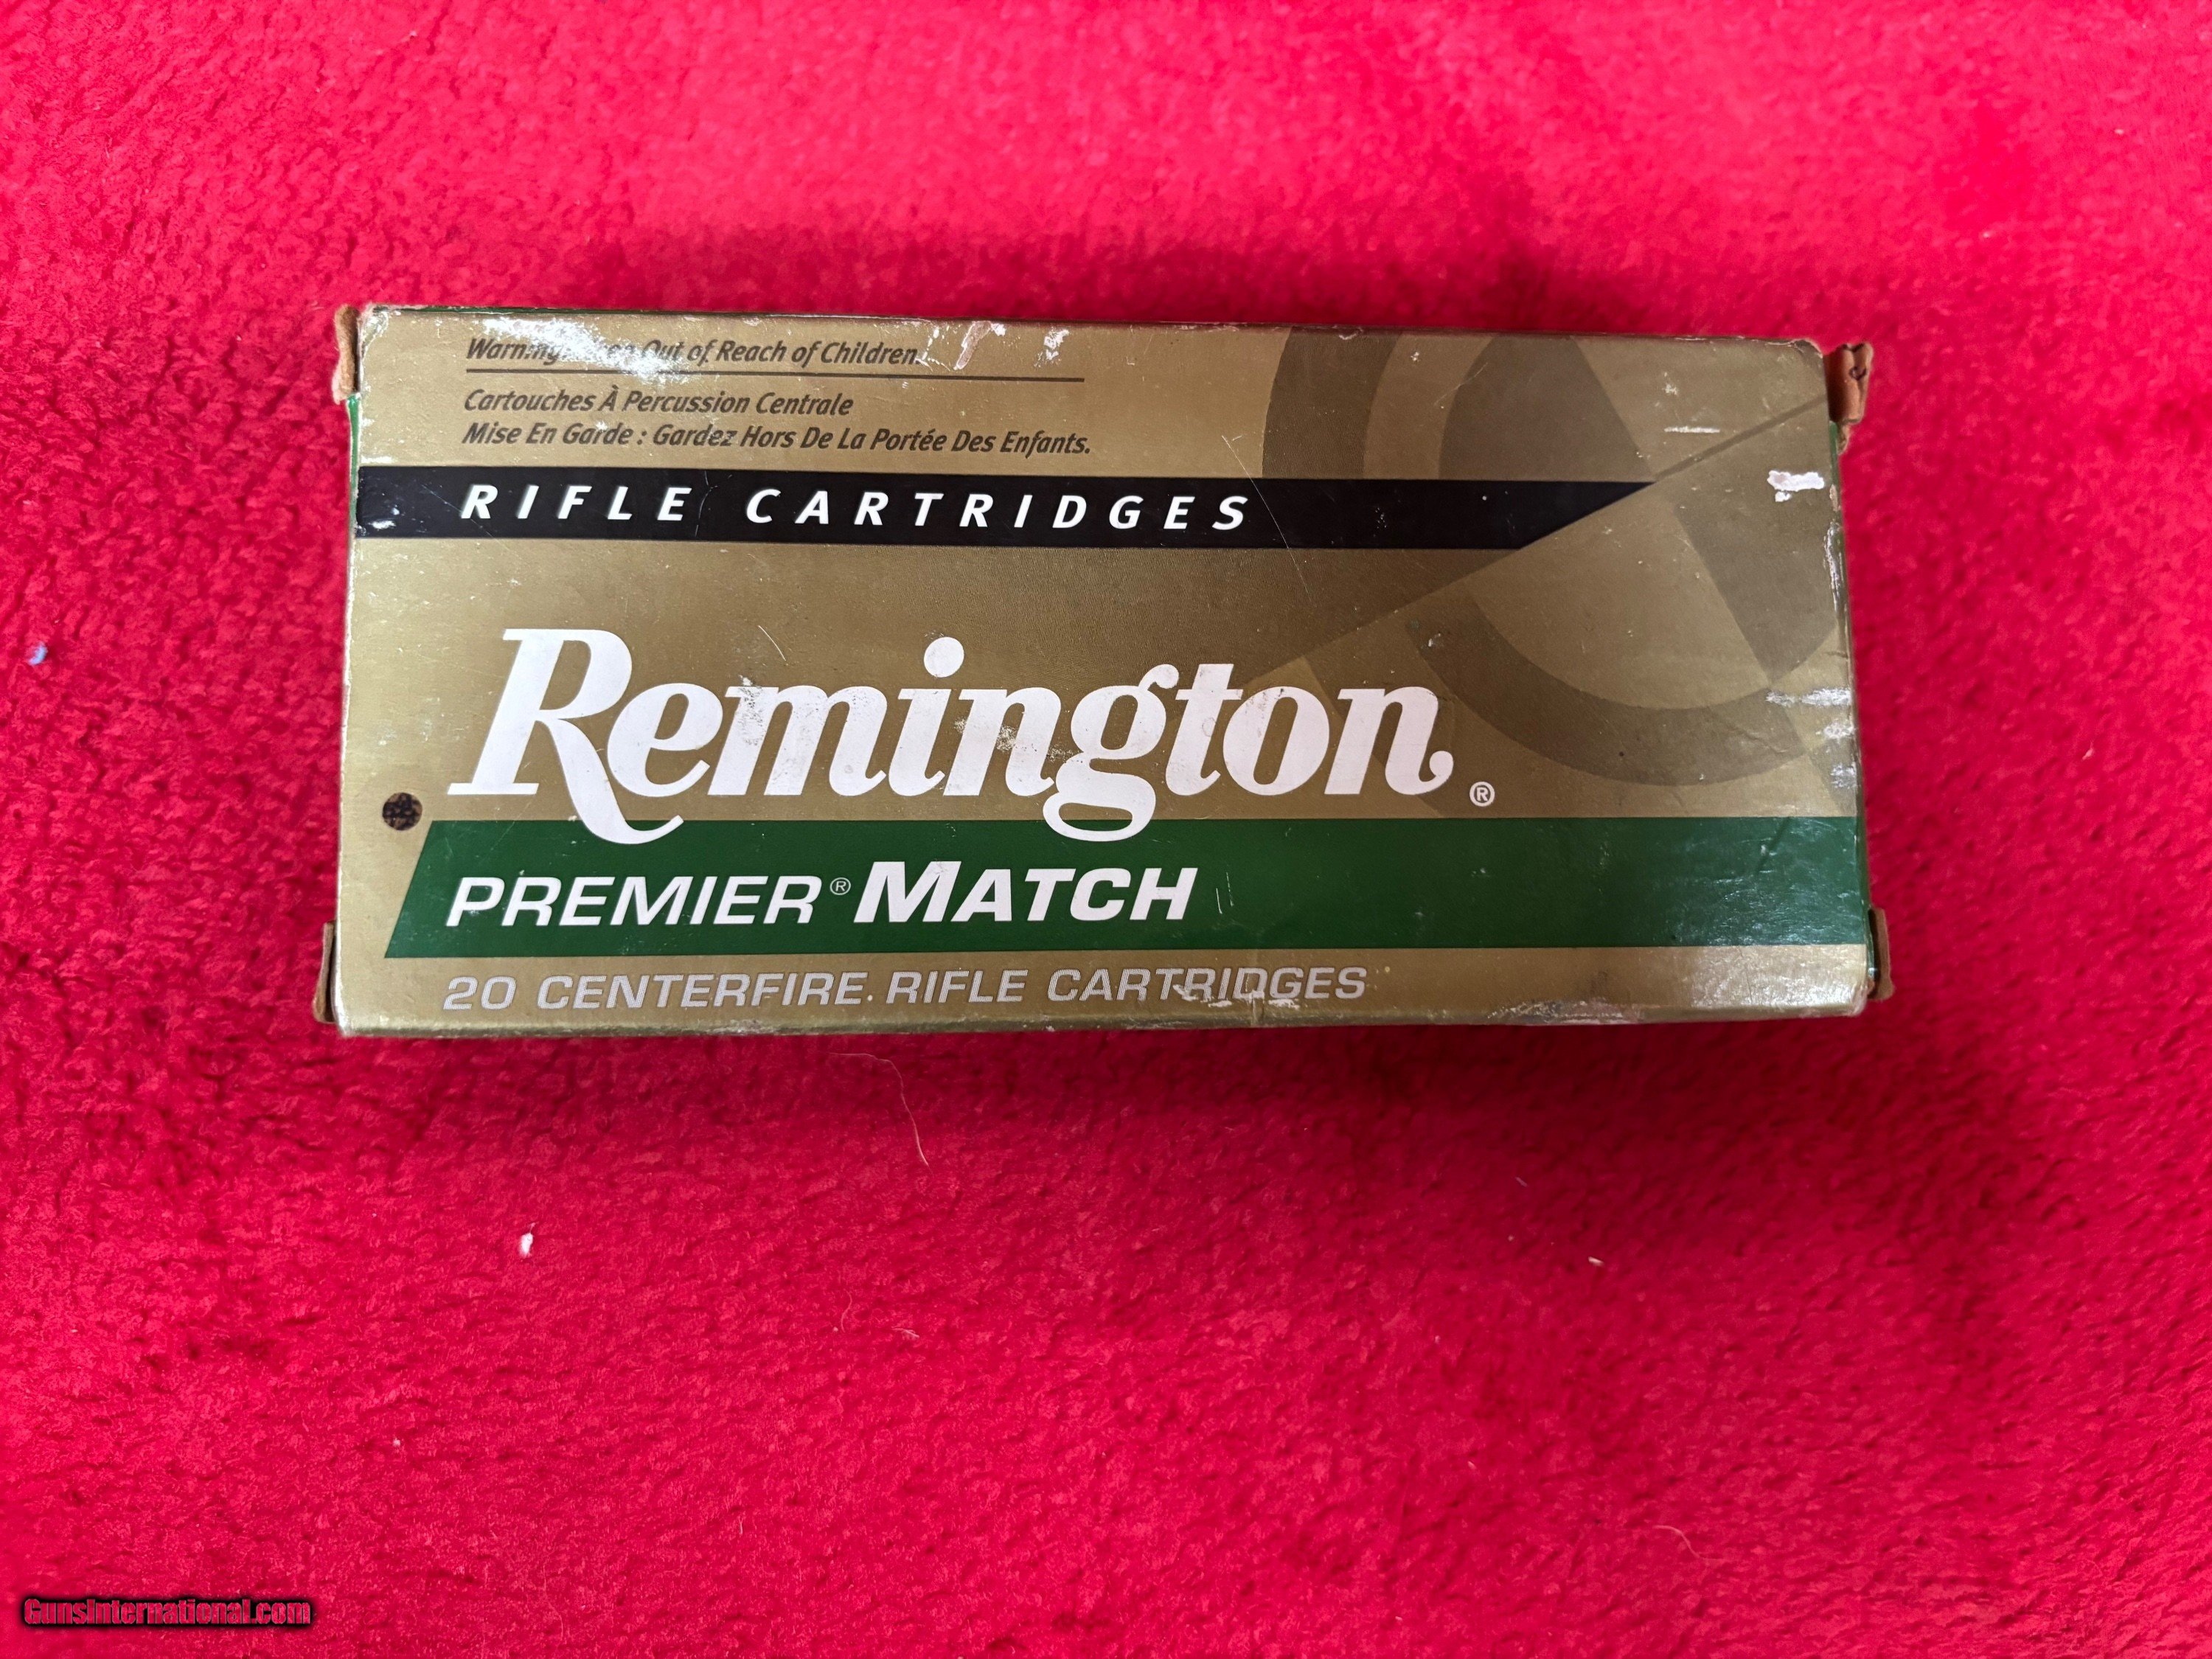 Warning: Out of Reach of Children.
Cartouches À Percussion Centrale
Mise En Garde : Gardez Hors De La Portée Des Enfants.
RIFLE CARTRIDGES
Remington®
PREMIER® MATCH
20 CENTERFIRE RIFLE CARTRIDGES
GunsInternational.com